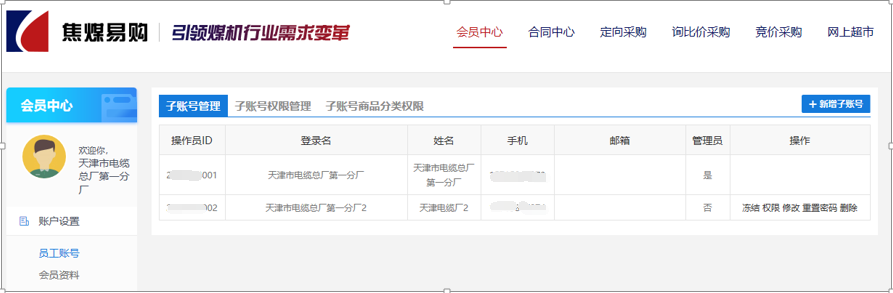 焦煤易购 引领煤机行业需求变革
会员中心 合同中心 定向采购 询比价采购 竞价采购 网上超市
会员中心
欢迎你,
天津市电缆
总厂第一分
厂
账户设置
员工账号
会员资料
子账号管理 子账号权限管理 子账号商品分类权限
+ 新增子账号
操作员ID 登录名 姓名 手机 邮箱 管理员 操作
001 天津市电缆总厂第一分厂 天津市电缆总厂 是
第一分厂
002 天津市电缆总厂第一分厂2 天津电缆厂2 否 冻结 权限 修改 重置密码 删除